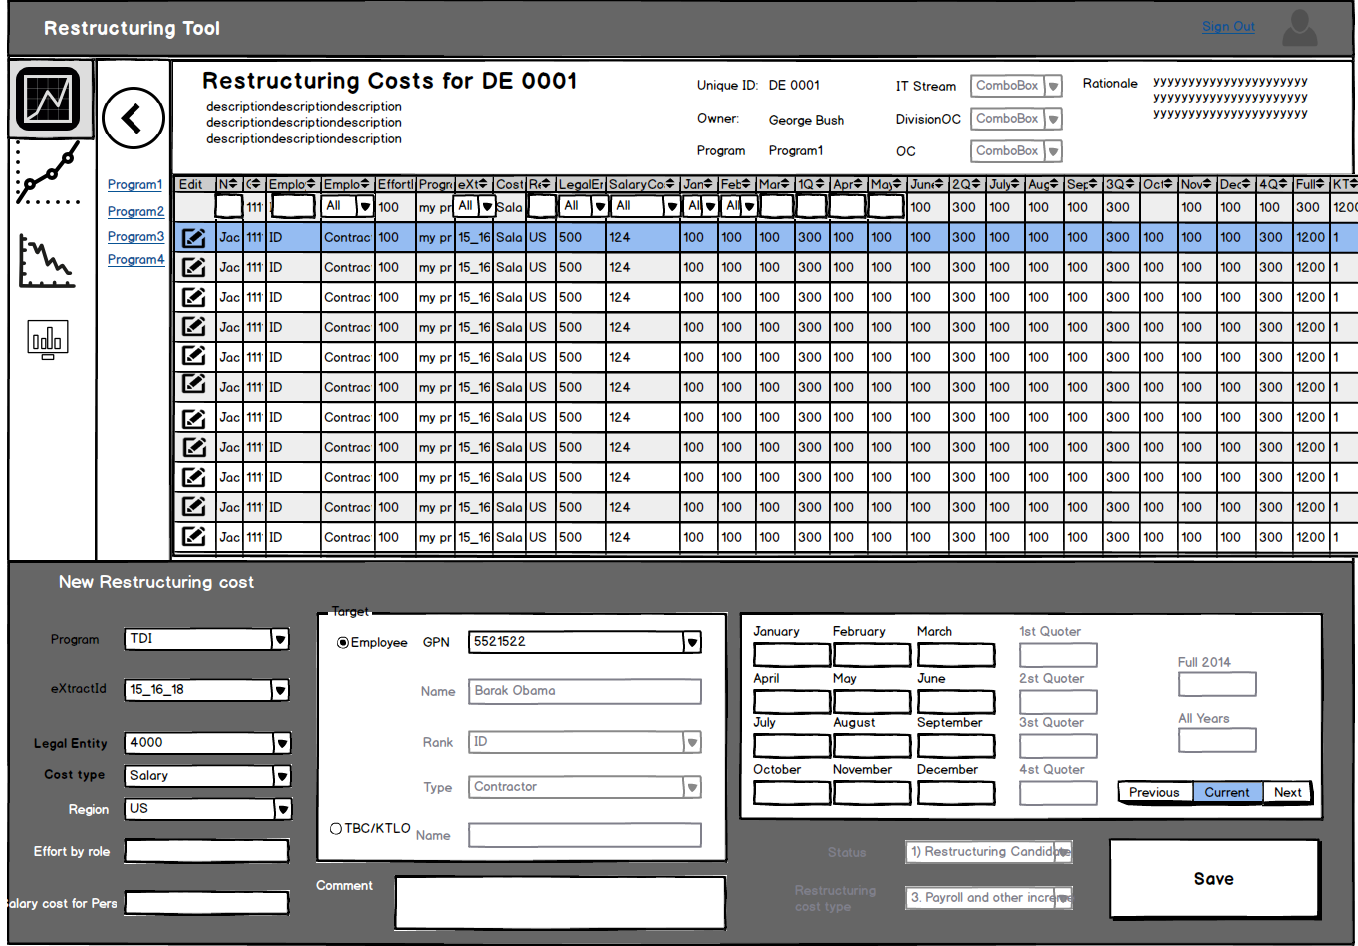 Restructuring Tool
Sign Out
Restructuring Costs for DE 0001
descriptiondescriptiondescription
descriptiondescriptiondescription
descriptiondescriptiondescription
Unique ID: DE 0001
Owner: George Bush
Program Program1
IT Stream ComboBox
DivisionOC ComboBox
OC ComboBox
Rationale
yyyyyyyyyyyyyyyyyyyyyy
yyyyyyyyyyyyyyyyyyyyyy
yyyyyyyyyyyyyyyyyyyyyy
Program1
Program2
Program3
Program4
Edit N Emplo Emplo Effort Progr eXt Cost Re LegalEr SalaryCo Jan Feb Mar 1Q Apr May June 2Q July Aug Sep 3Q Oct Nov Dec 4Q Full KT
111 All 100 my pr All Sala All All All All 100 300 100 100 100 300 100 100 100 300 1200
Jac 111 ID Contrac 100 my pr 15_16 Sala US 500 124 100 100 100 300 100 100 100 300 100 100 100 300 100 100 100 300 1200 1
Jac 111 ID Contrac 100 my pr 15_16 Sala US 500 124 100 100 100 300 100 100 100 300 100 100 100 300 100 100 100 300 1200 1
Jac 111 ID Contrac 100 my pr 15_16 Sala US 500 124 100 100 100 300 100 100 100 300 100 100 100 300 100 100 100 300 1200 1
Jac 111 ID Contrac 100 my pr 15_16 Sala US 500 124 100 100 100 300 100 100 100 300 100 100 100 300 100 100 100 300 1200 1
Jac 111 ID Contrac 100 my pr 15_16 Sala US 500 124 100 100 100 300 100 100 100 300 100 100 100 300 100 100 100 300 1200 1
Jac 111 ID Contrac 100 my pr 15_16 Sala US 500 124 100 100 100 300 100 100 100 300 100 100 100 300 100 100 100 300 1200 1
Jac 111 ID Contrac 100 my pr 15_16 Sala US 500 124 100 100 100 300 100 100 100 300 100 100 100 300 100 100 100 300 1200 1
Jac 111 ID Contrac 100 my pr 15_16 Sala US 500 124 100 100 100 300 100 100 100 300 100 100 100 300 100 100 100 300 1200 1
Jac 111 ID Contrac 100 my pr 15_16 Sala US 500 124 100 100 100 300 100 100 100 300 100 100 100 300 100 100 100 300 1200 1
Jac 111 ID Contrac 100 my pr 15_16 Sala US 500 124 100 100 100 300 100 100 100 300 100 100 100 300 100 100 100 300 1200 1
Jac 111 ID Contrac 100 my pr 15_16 Sala US 500 124 100 100 100 300 100 100 100 300 100 100 100 300 100 100 100 300 1200 1
New Restructuring cost
Program TDI
eXtractId 15_16_18
Legal Entity 4000
Cost type Salary
Region US
Effort by role
Salary cost for Pers
Target
Employee GPN 5521522
Name Barak Obama
Rank ID
Type Contractor
TBC/KTLO Name
Comment
January February March 1st Quoter
April May June 2st Quoter
July August September 3st Quoter
October November December 4st Quoter
Full 2014
All Years
Previous Current Next
Status 1) Restructuring Candidate
Restructuring
cost type 3. Payroll and other increme
Save